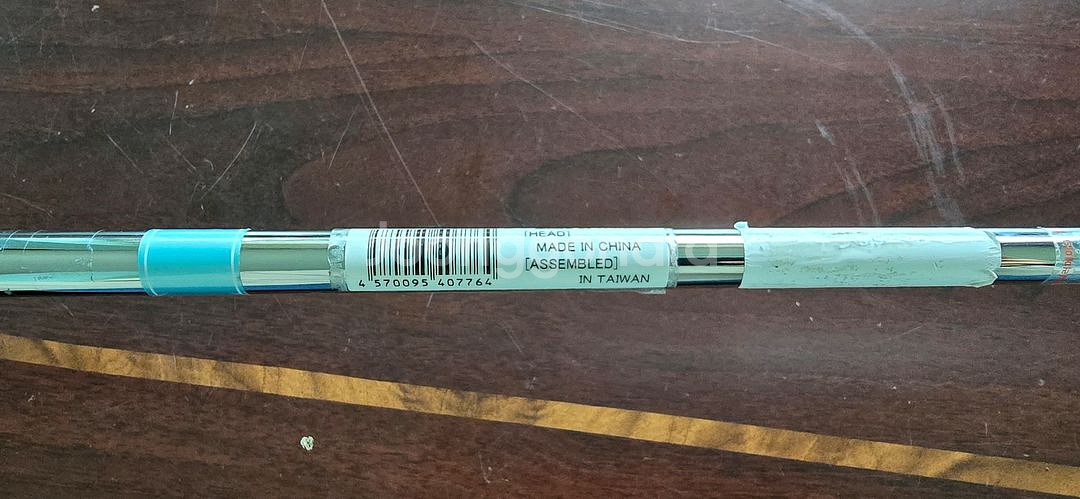 [HEAD]
MADE IN CHINA
[ASSEMBLED]
IN TAIWAN
4 570095 407764